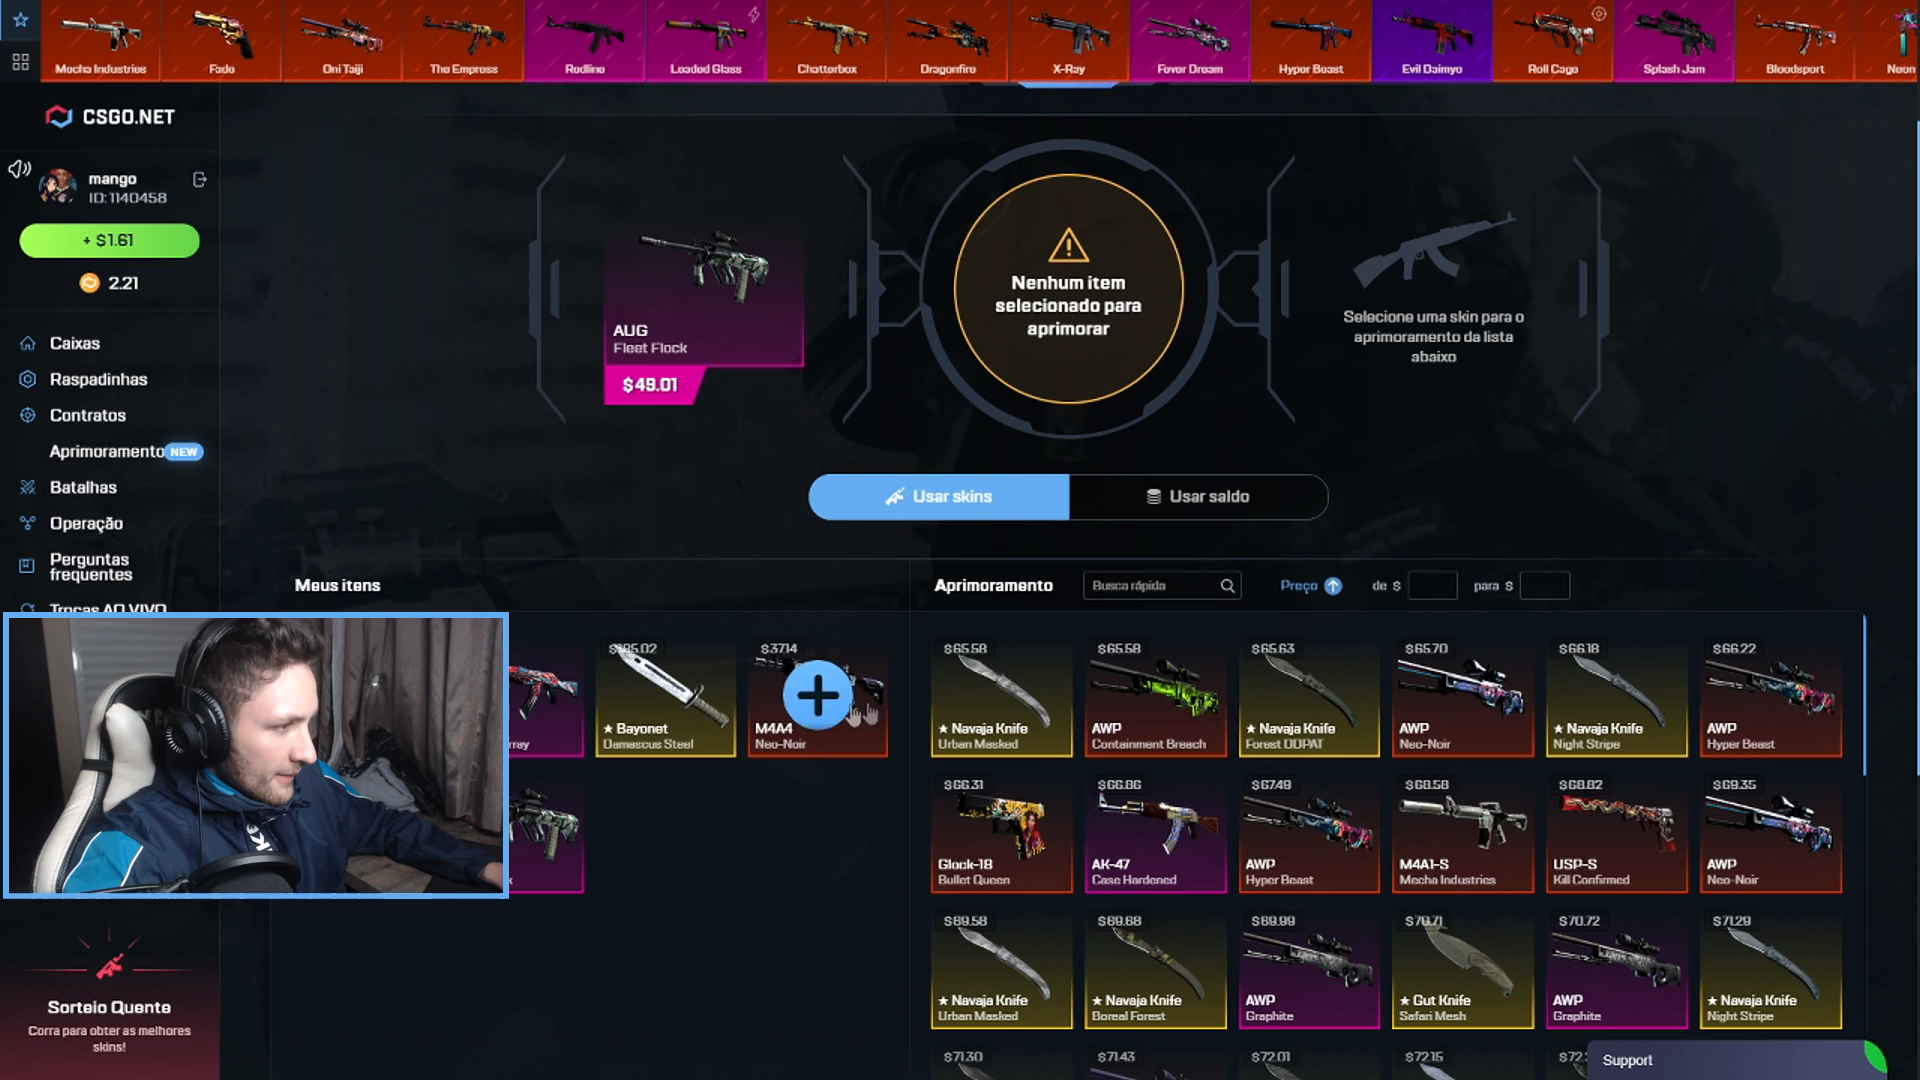 Mecha Industries
Fade
Oni Taiji
The Empress
Redline
Leaded Glass
Chatterbox
Dragonfire
X-Ray
Fever Dream
Hyper Beast
Evil Daimyo
Roll Cage
Splash Jam
Bloodsport
Neon
CSGO.NET
mango
ID: 1140458
+ $1.61
2.21
Caixas
Raspadinhas
Contratos
Aprimoramento NEW
Batalhas
Operação
Perguntas
frequentes
Trocas AO VIVO
Sorteio Quente
Corra para obter as melhores
skins!
AUG
Fleet Flock
$49.01
Nenhum item
selecionado para
aprimorar
Selecione uma skin para o
aprimoramento da lista
abaixo
Usar skins
Usar saldo
Meus itens
Aprimoramento
Busca rápida
Preço
de $
para $
★ Bayonet
Damascus Steel
$37.14
M4A4
Neo-Noir
$65.58
★ Navaja Knife
Urban Masked
$65.58
AWP
Containment Breach
$65.63
★ Navaja Knife
Forest DDPAT
$65.70
AWP
Neo-Noir
$66.18
★ Navaja Knife
Night Stripe
$66.22
AWP
Hyper Beast
$66.31
Glock-18
Bullet Queen
$66.86
AK-47
Case Hardened
$67.49
AWP
Hyper Beast
$68.58
M4A1-S
Mecha Industries
$68.82
USP-S
Kill Confirmed
$69.35
AWP
Neo-Noir
$69.58
★ Navaja Knife
Urban Masked
$69.68
★ Navaja Knife
Boreal Forest
$69.99
AWP
Graphite
$70.71
★ Gut Knife
Safari Mesh
$70.72
AWP
Graphite
$71.29
★ Navaja Knife
Night Stripe
$71.30
$71.43
$72.01
$72.15
Support